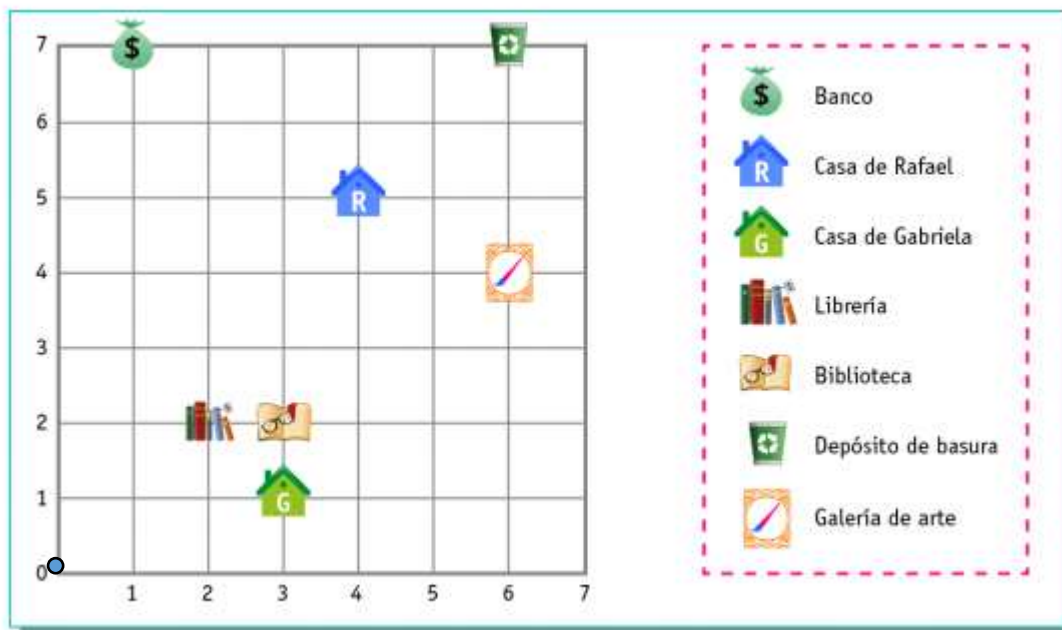 7
$
6
R
5
4
3
2
G
1
0
1 2 3 4 5 6 7
$ Banco
R Casa de Rafael
G Casa de Gabriela
Librería
Biblioteca
Depósito de basura
Galería de arte